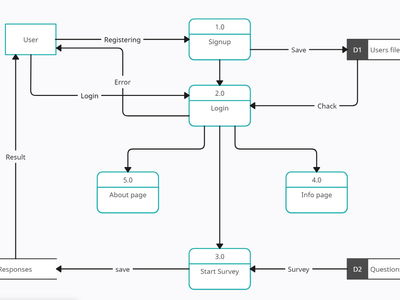 1.0
User
Registering
Signup
Save
D1
Users file
Error
2.0
Login
Login
Chack
Result
5.0
About page
4.0
Info page
3.0
Responses
save
Start Survey
Survey
D2
Question